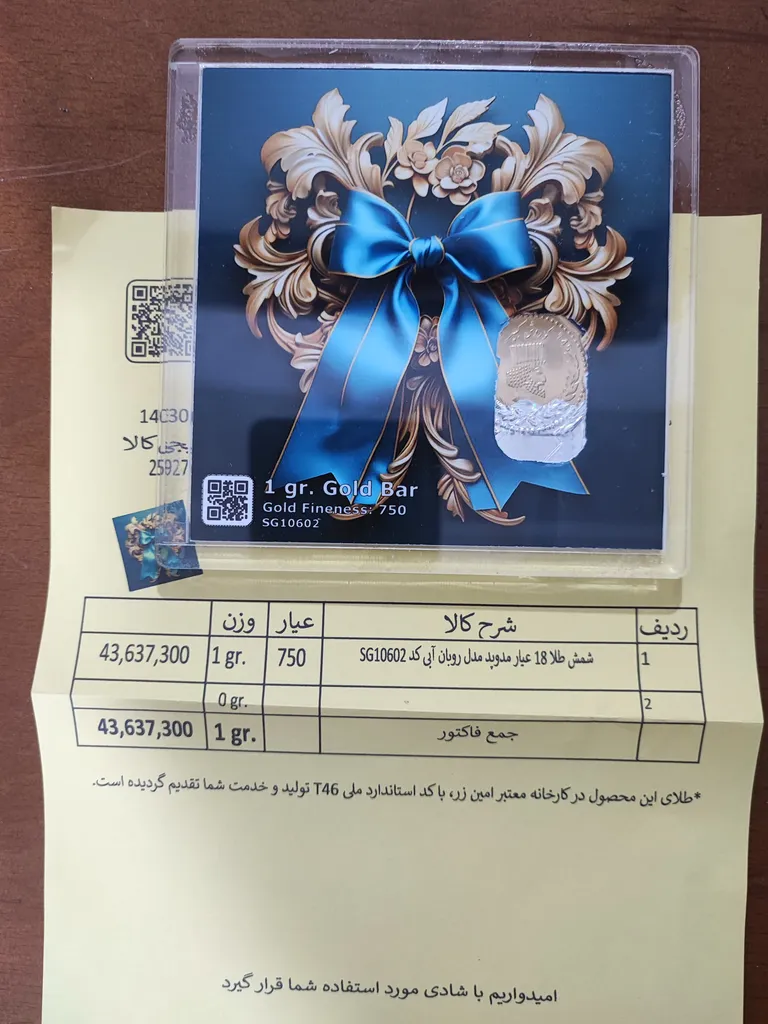 1 gr. Gold Bar
Gold Fineness: 750
SG10602
14030
دیجی کالا
25927
ردیف شرح کالا عیار وزن
1 شمش طلا 18 عیار مدوپد مدل روبان آبی کد SG10602 750 1 gr. 43,637,300
2 0 gr.
جمع فاکتور 1 gr. 43,637,300
*طلای این محصول در کارخانه معتبر امین زر، با کد استاندارد ملی T46 تولید و خدمت شما تقدیم گردیده است.
امیدواریم با شادی مورد استفاده شما قرار گیرد